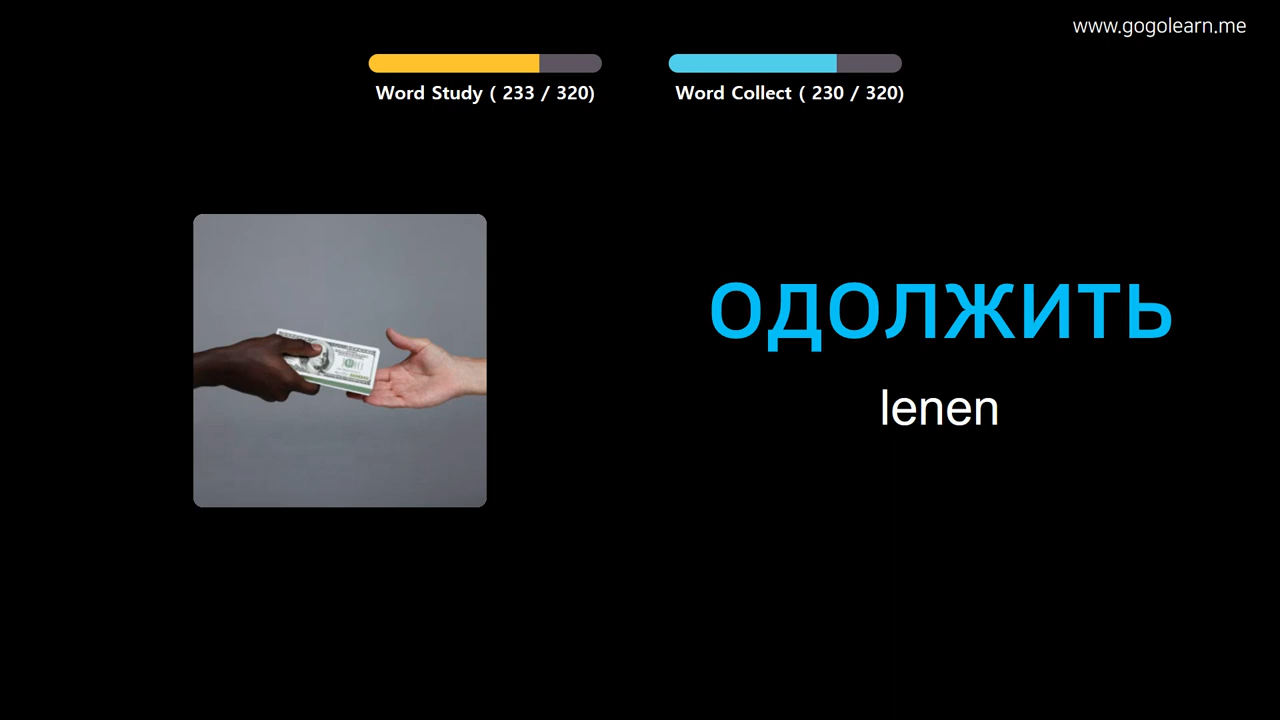 www.gogolearn.me
Word Study ( 233 / 320)
Word Collect ( 230 / 320)
одолжить
lenen